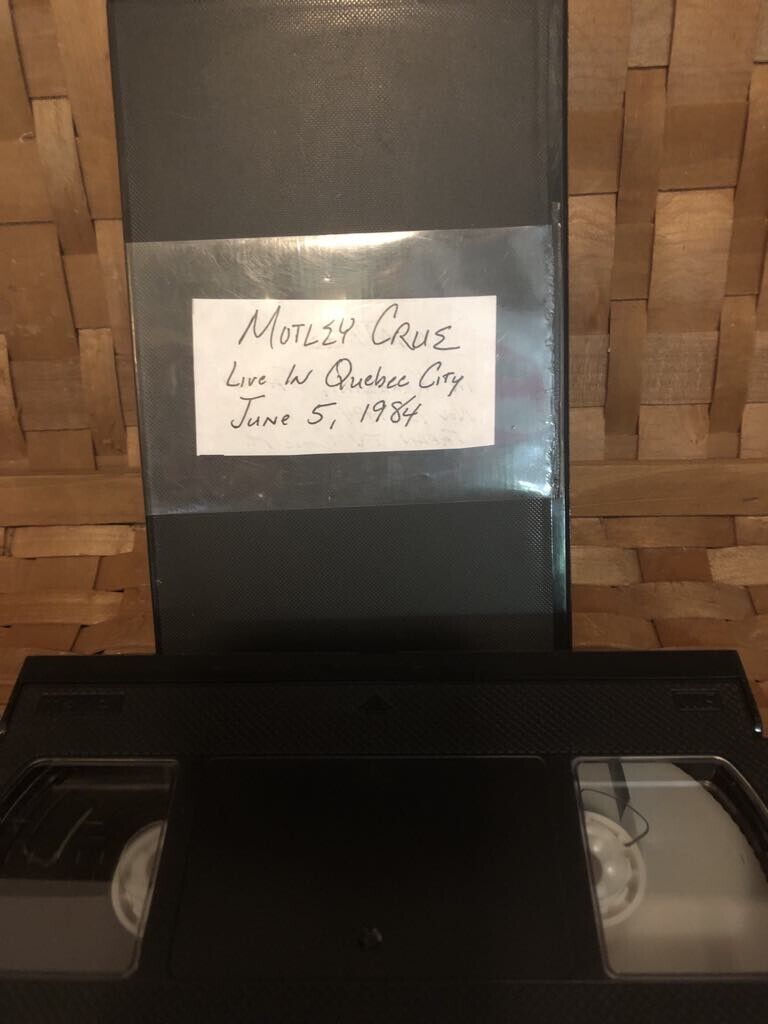 MOTLEY CRUE
LIVE IN Quebec City
JUNE 5, 1984